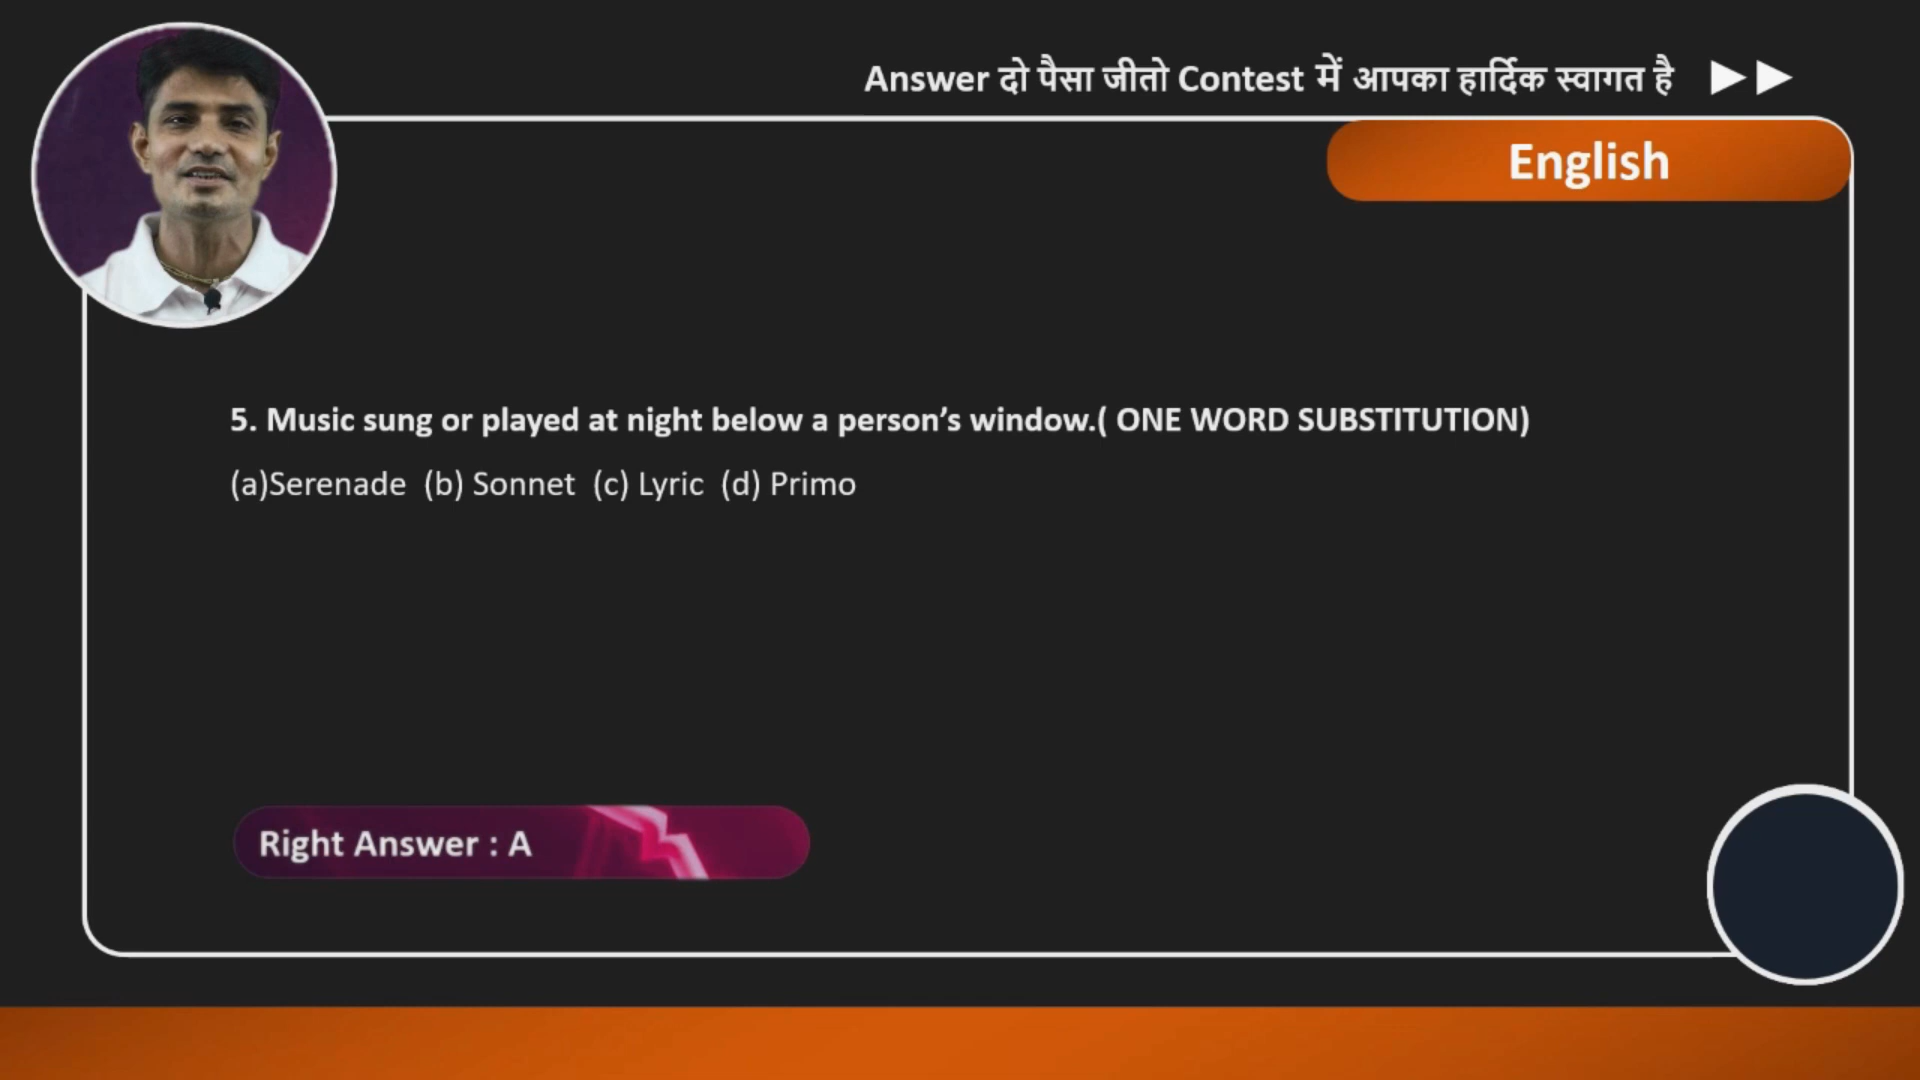 Answer दो पैसा जीतो Contest में आपका हार्दिक स्वागत है
English
5. Music sung or played at night below a person’s window.( ONE WORD SUBSTITUTION)
(a)Serenade (b) Sonnet (c) Lyric (d) Primo
Right Answer : A